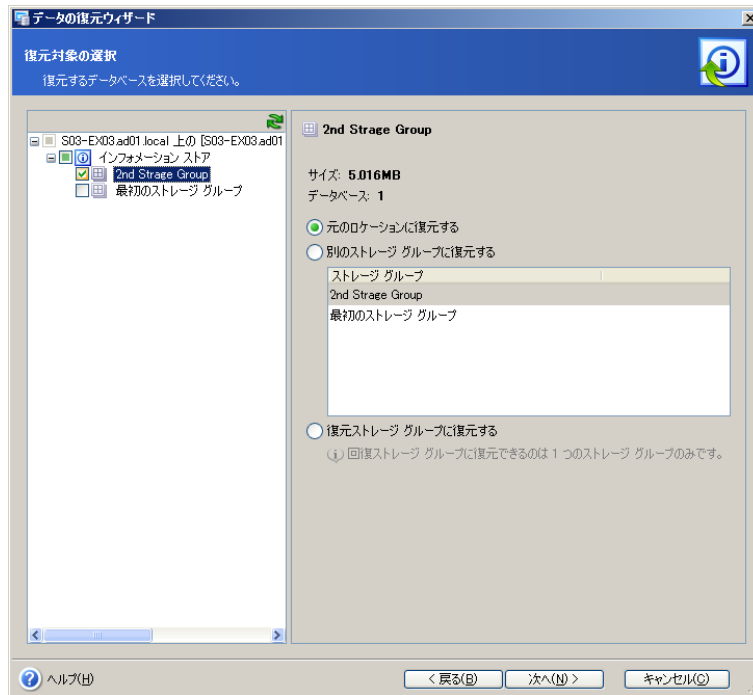 データの復元ウィザード
復元対象の選択
復元するデータベースを選択してください。
S03-EX03.ad01.local 上の [S03-EX03.ad01
インフォメーション ストア
2nd Strage Group
最初のストレージ グループ
2nd Strage Group
サイズ: 5.016MB
データベース: 1
元のロケーションに復元する
別のストレージ グループに復元する
ストレージ グループ
2nd Strage Group
最初のストレージ グループ
復元ストレージ グループに復元する
回復ストレージ グループに復元できるのは 1 つのストレージ グループのみです。
ヘルプ(H)
< 戻る(B)
次へ(N) >
キャンセル(C)